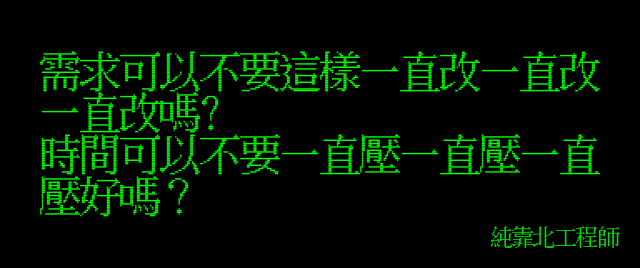 需求可以不要這樣一直改一直改
一直改嗎?
時間可以不要一直壓一直壓一直
壓好嗎？
純靠北工程師